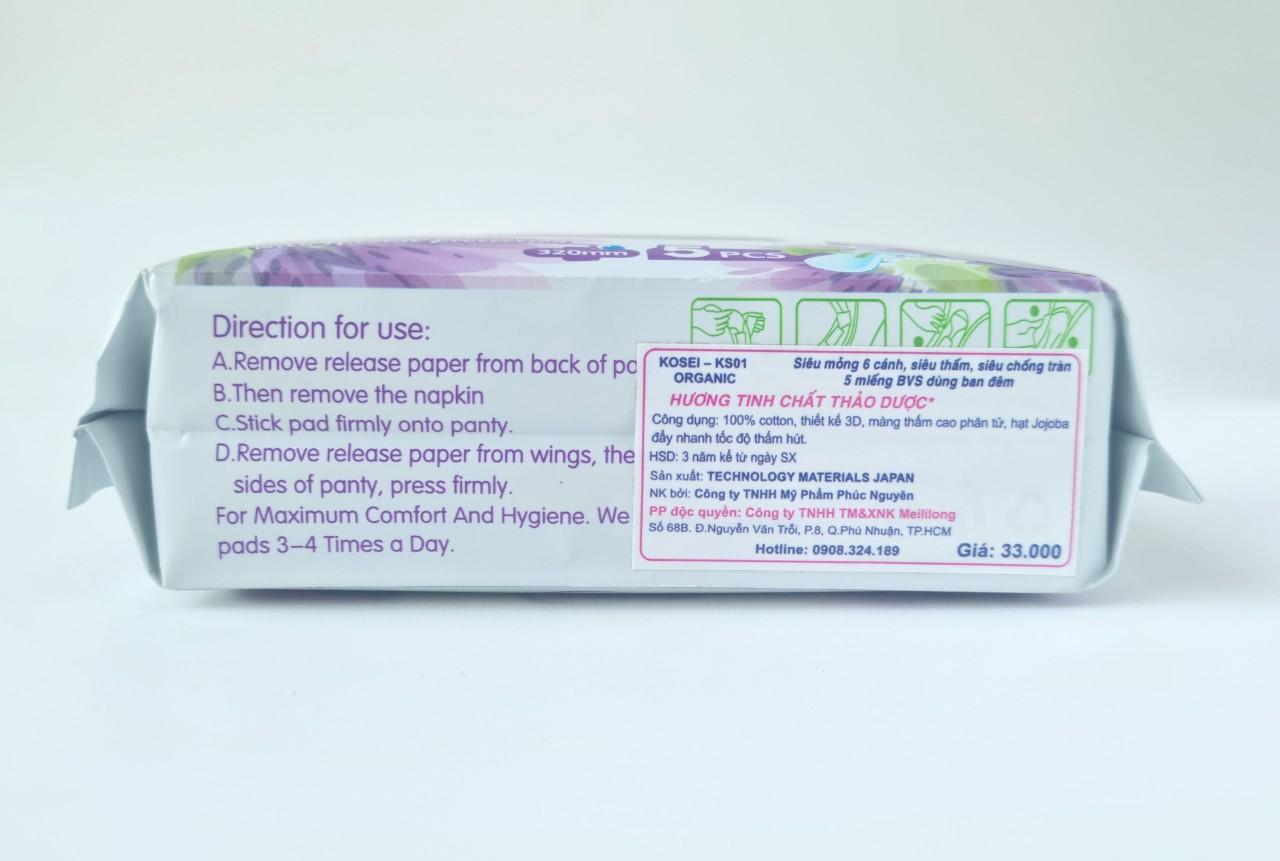 320mm 5 PCS
Direction for use:
A.Remove release paper from back of
B.Then remove the napkin
C.Stick pad firmly onto panty.
D.Remove release paper from wings,
sides of panty, press firmly.
For Maximum Comfort And Hygiene. We
pads 3–4 Times a Day.
KOSEI – KS01
ORGANIC
Siêu mỏng 6 cánh, siêu thấm, siêu chống tràn
5 miếng BVS dùng ban đêm
HƯƠNG TINH CHẤT THẢO DƯỢC*
Công dụng: 100% cotton, thiết kế 3D, màng thấm cao phân tử, hạt Jojoba
đẩy nhanh tốc độ thấm hút.
HSD: 3 năm kể từ ngày SX
Sản xuất: TECHNOLOGY MATERIALS JAPAN
NK bởi: Công ty TNHH Mỹ Phẩm Phúc Nguyên
PP độc quyền: Công ty TNHH TM&XNK Meililong
Số 68B. Đ.Nguyễn Văn Trỗi, P.8, Q.Phú Nhuận, TP.HCM
Hotline: 0908.324.189
Giá: 33.000